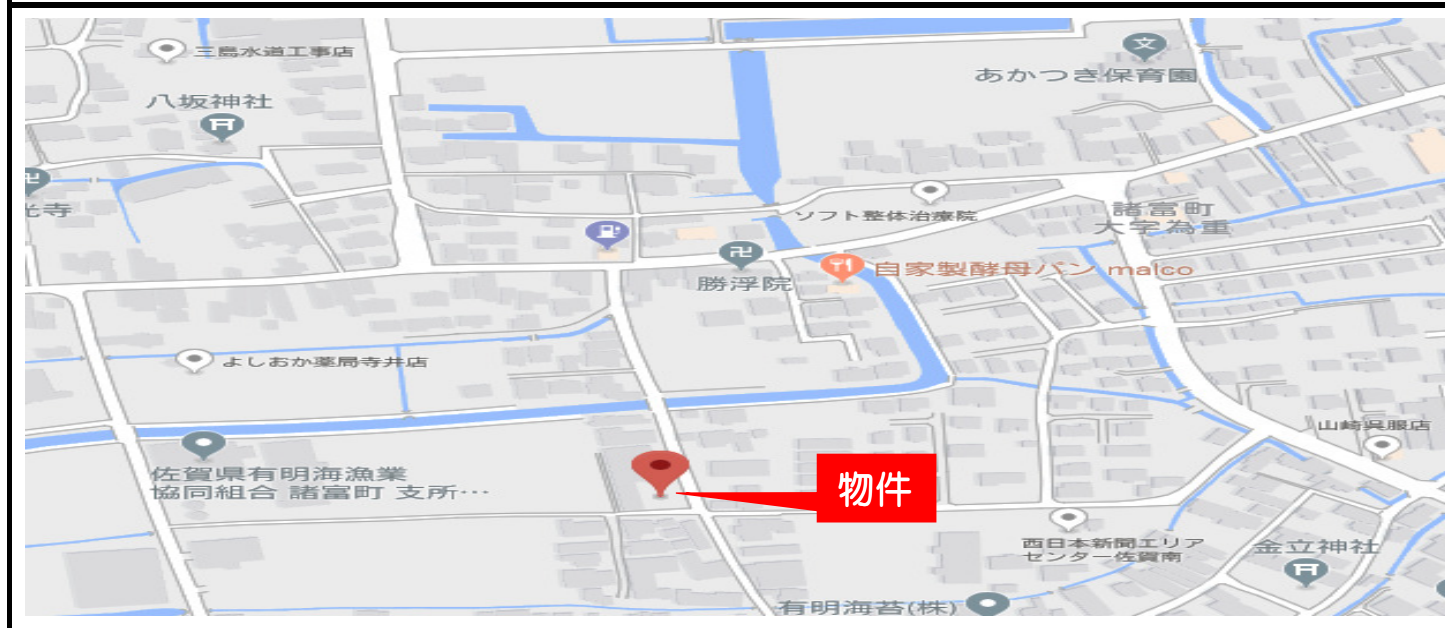 三島水道工事店
あかつき保育園
八坂神社
光寺
ソフト整体治療院
諸富町
大字為重
勝浮院
自家製酵母パン malco
よしおか薬局寺井店
山崎呉服店
佐賀県有明海漁業
協同組合 諸富町 支所…
物件
西日本新聞エリア
センター佐賀南
金立神社
有明海苔(株)